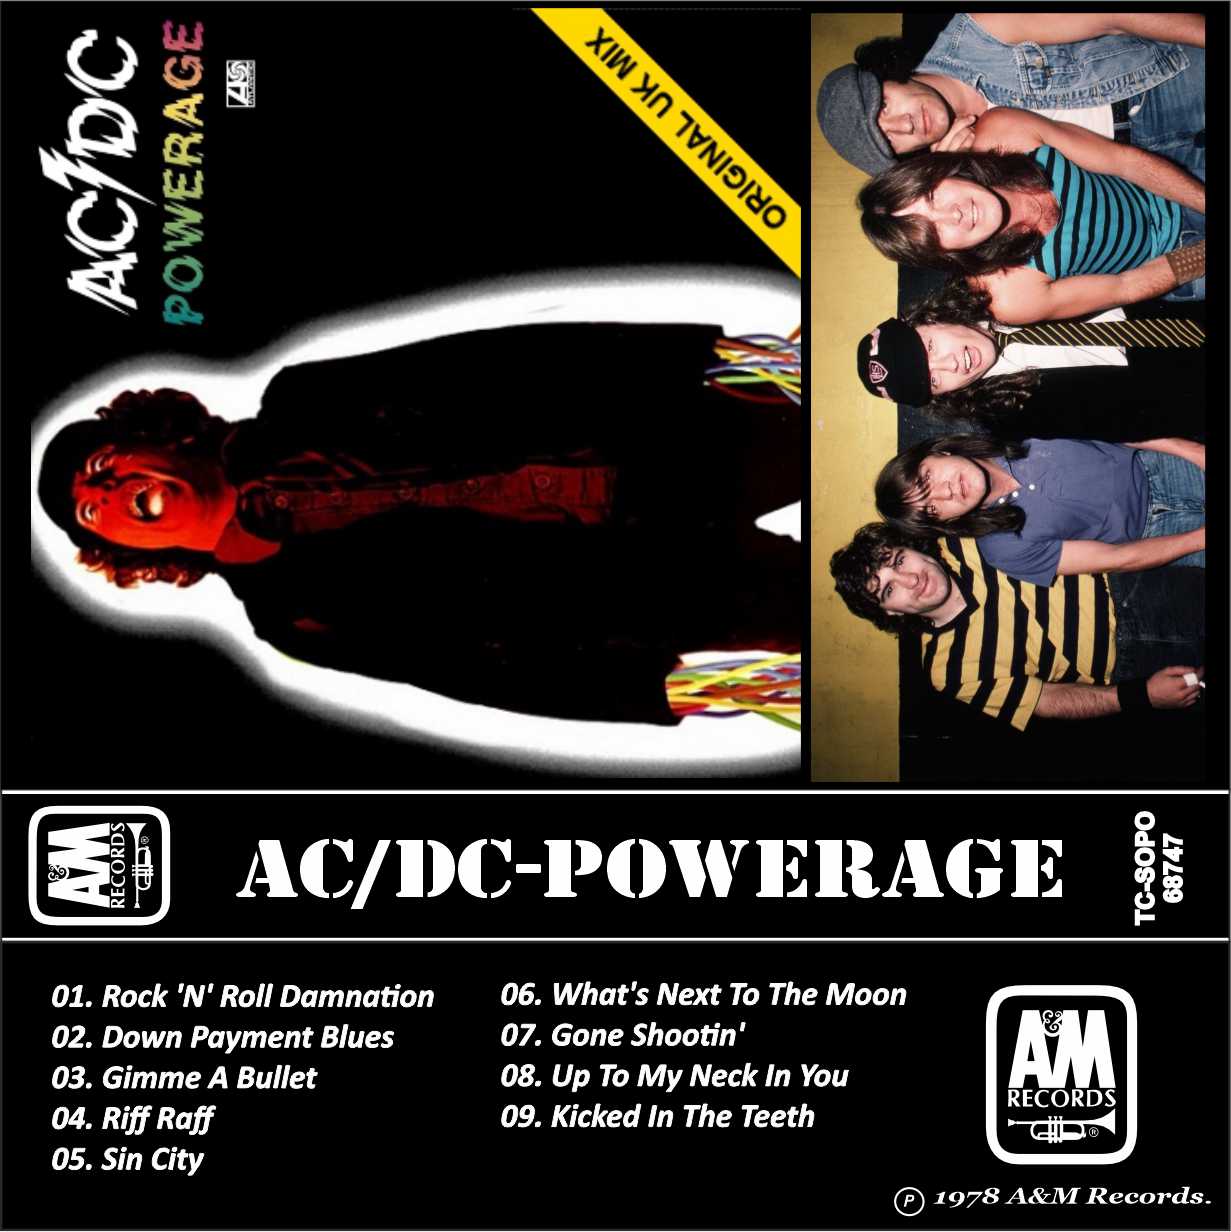 AC/DC
POWERAGE
ORIGINAL UK MIX
A&M
RECORDS
®
AC/DC-POWERAGE
TC-SOPO
68747
01. Rock 'N' Roll Damnation
02. Down Payment Blues
03. Gimme A Bullet
04. Riff Raff
05. Sin City
06. What's Next To The Moon
07. Gone Shootin'
08. Up To My Neck In You
09. Kicked In The Teeth
A&M
RECORDS
®
℗ 1978 A&M Records.